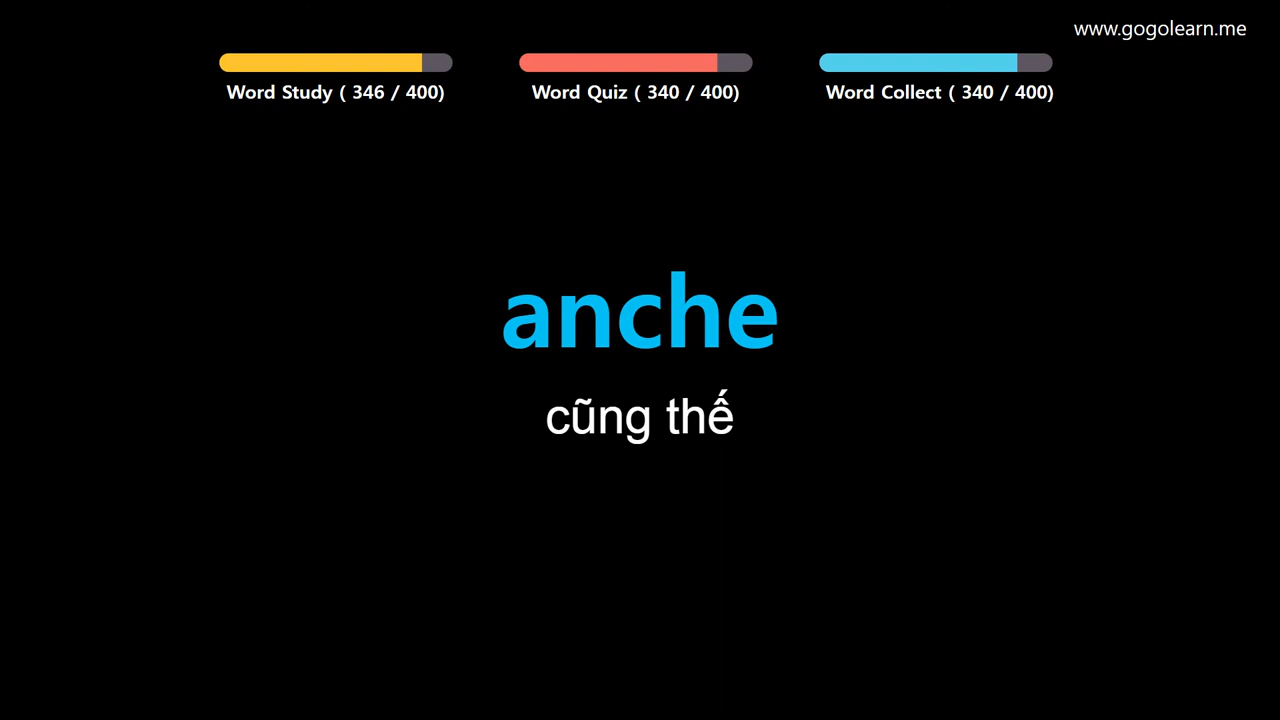 www.gogolearn.me
Word Study ( 346 / 400)
Word Quiz ( 340 / 400)
Word Collect ( 340 / 400)
anche
cũng thế